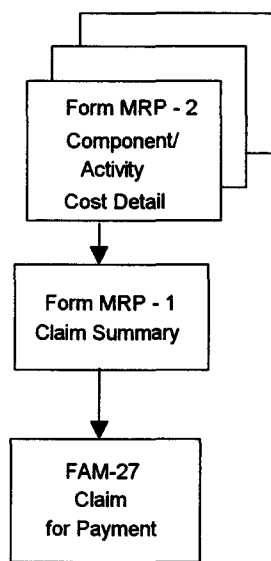 Form MRP - 2
Component/
Activity
Cost Detail
Form MRP - 1
Claim Summary
FAM-27
Claim
for Payment